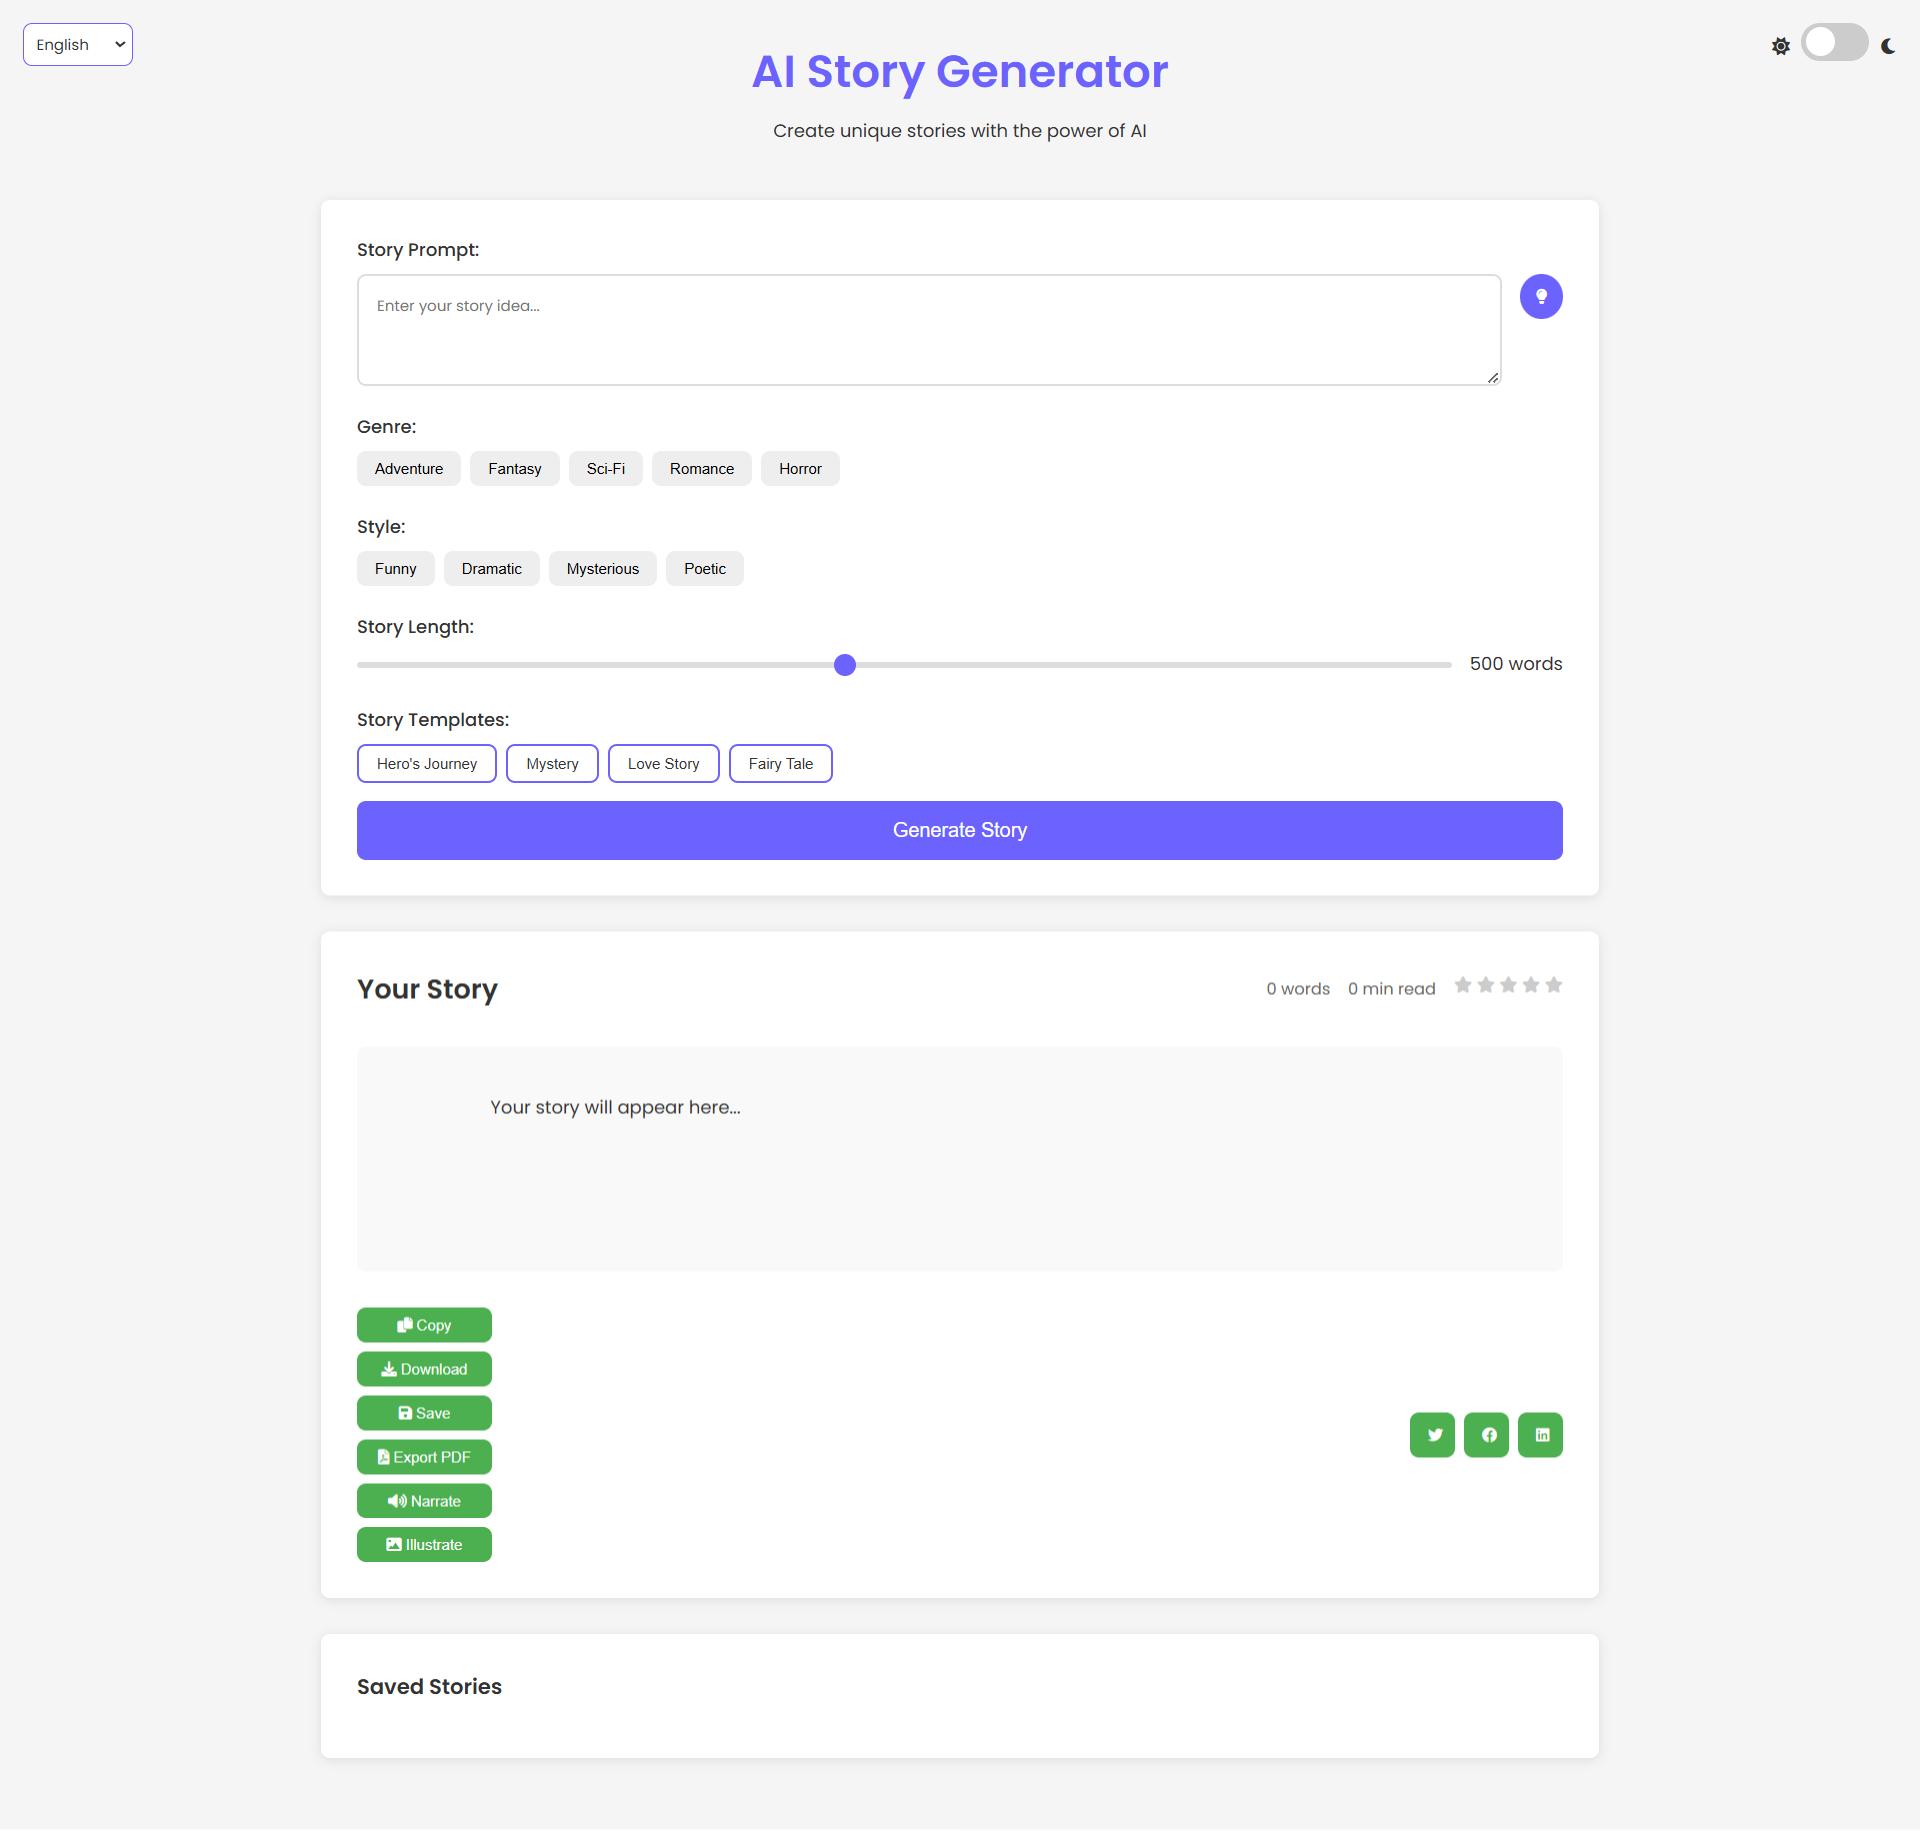 English
AI Story Generator
Create unique stories with the power of AI
Story Prompt:
Enter your story idea...
Genre:
Adventure Fantasy Sci-Fi Romance Horror
Style:
Funny Dramatic Mysterious Poetic
Story Length:
500 words
Story Templates:
Hero's Journey Mystery Love Story Fairy Tale
Generate Story
Your Story 0 words 0 min read
Your story will appear here...
Copy
Download
Save
Export PDF
Narrate
Illustrate
Saved Stories